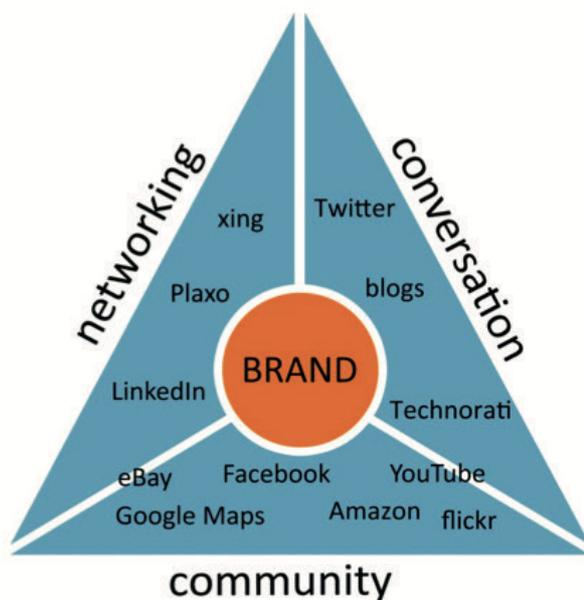 networking
conversation
xing
Twitter
Plaxo
blogs
BRAND
LinkedIn
Technorati
eBay
Facebook
YouTube
Google Maps
Amazon
flickr
community